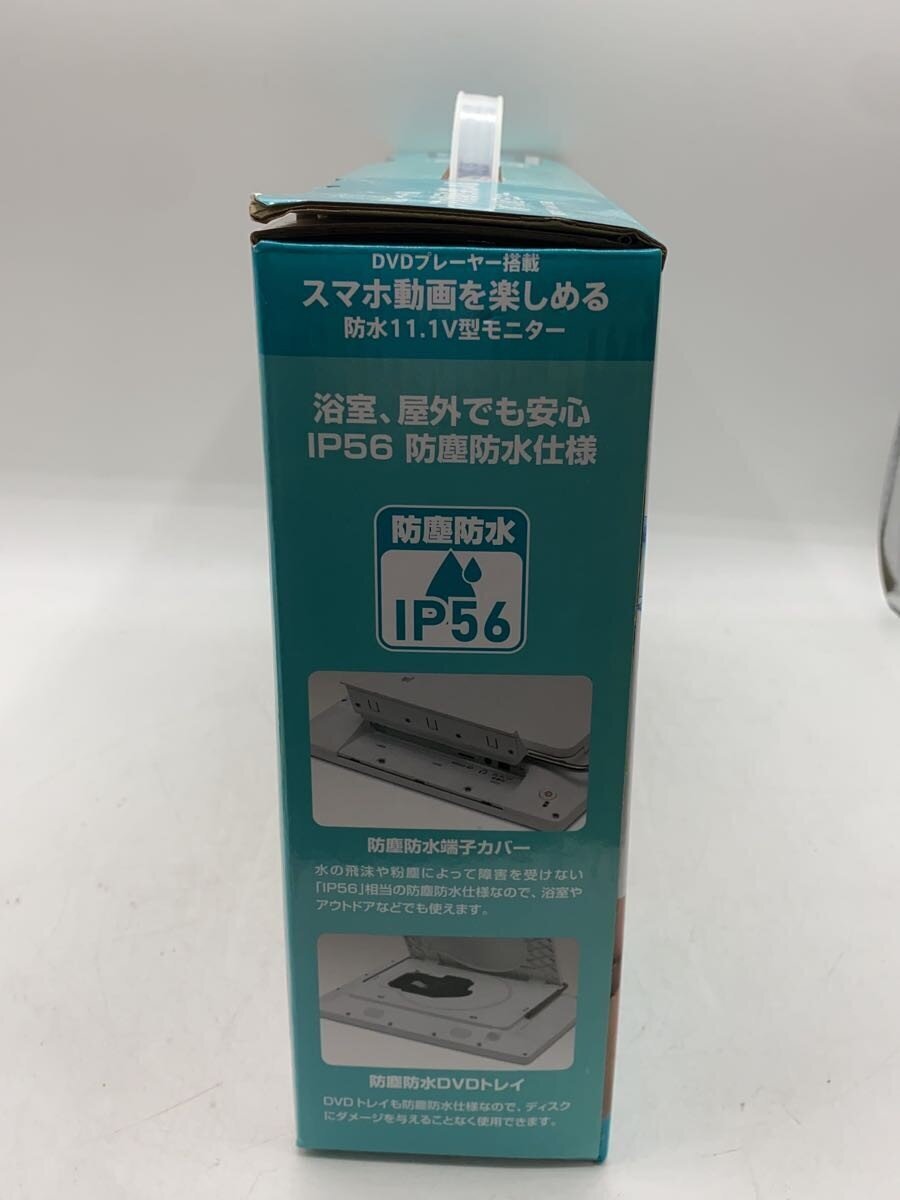 DVDプレーヤー搭載
スマホ動画を楽しめる
防水11.1V型モニター
浴室、屋外でも安心
IP56 防塵防水仕様
防塵防水
IP56
防塵防水端子カバー
水の飛沫や粉塵によって障害を受けない
「IP56」相当の防塵防水仕様なので、浴室や
アウトドアなどでも使えます。
防塵防水DVDトレイ
DVDトレイも防塵防水仕様なので、ディスク
にダメージを与えることなく使用できます。